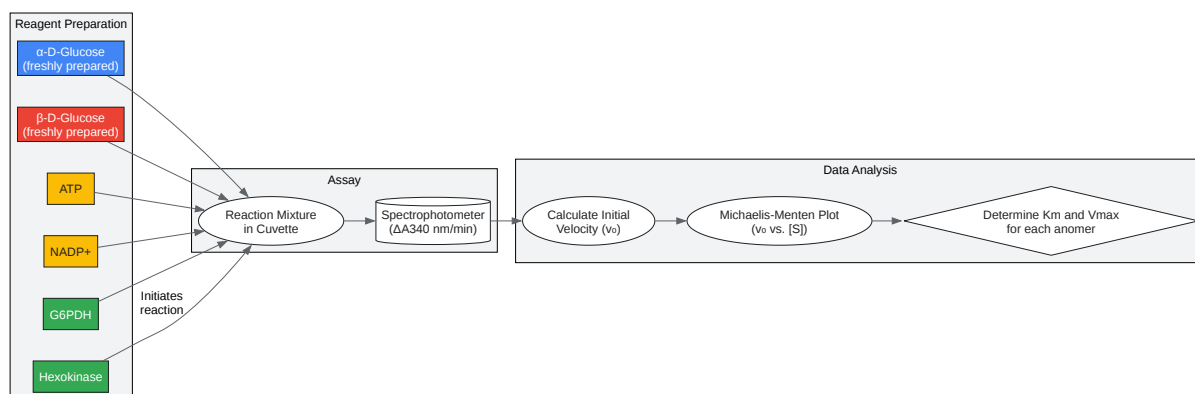 Reagent Preparation
α-D-Glucose
(freshly prepared)
β-D-Glucose
(freshly prepared)
ATP
NADP+
G6PDH
Hexokinase
Initiates
reaction
Assay
Reaction Mixture
in Cuvette
Spectrophotometer
(ΔA340 nm/min)
Data Analysis
Calculate Initial
Velocity (v₀)
Michaelis-Menten Plot
(v₀ vs. [S])
Determine Km and Vmax
for each anomer